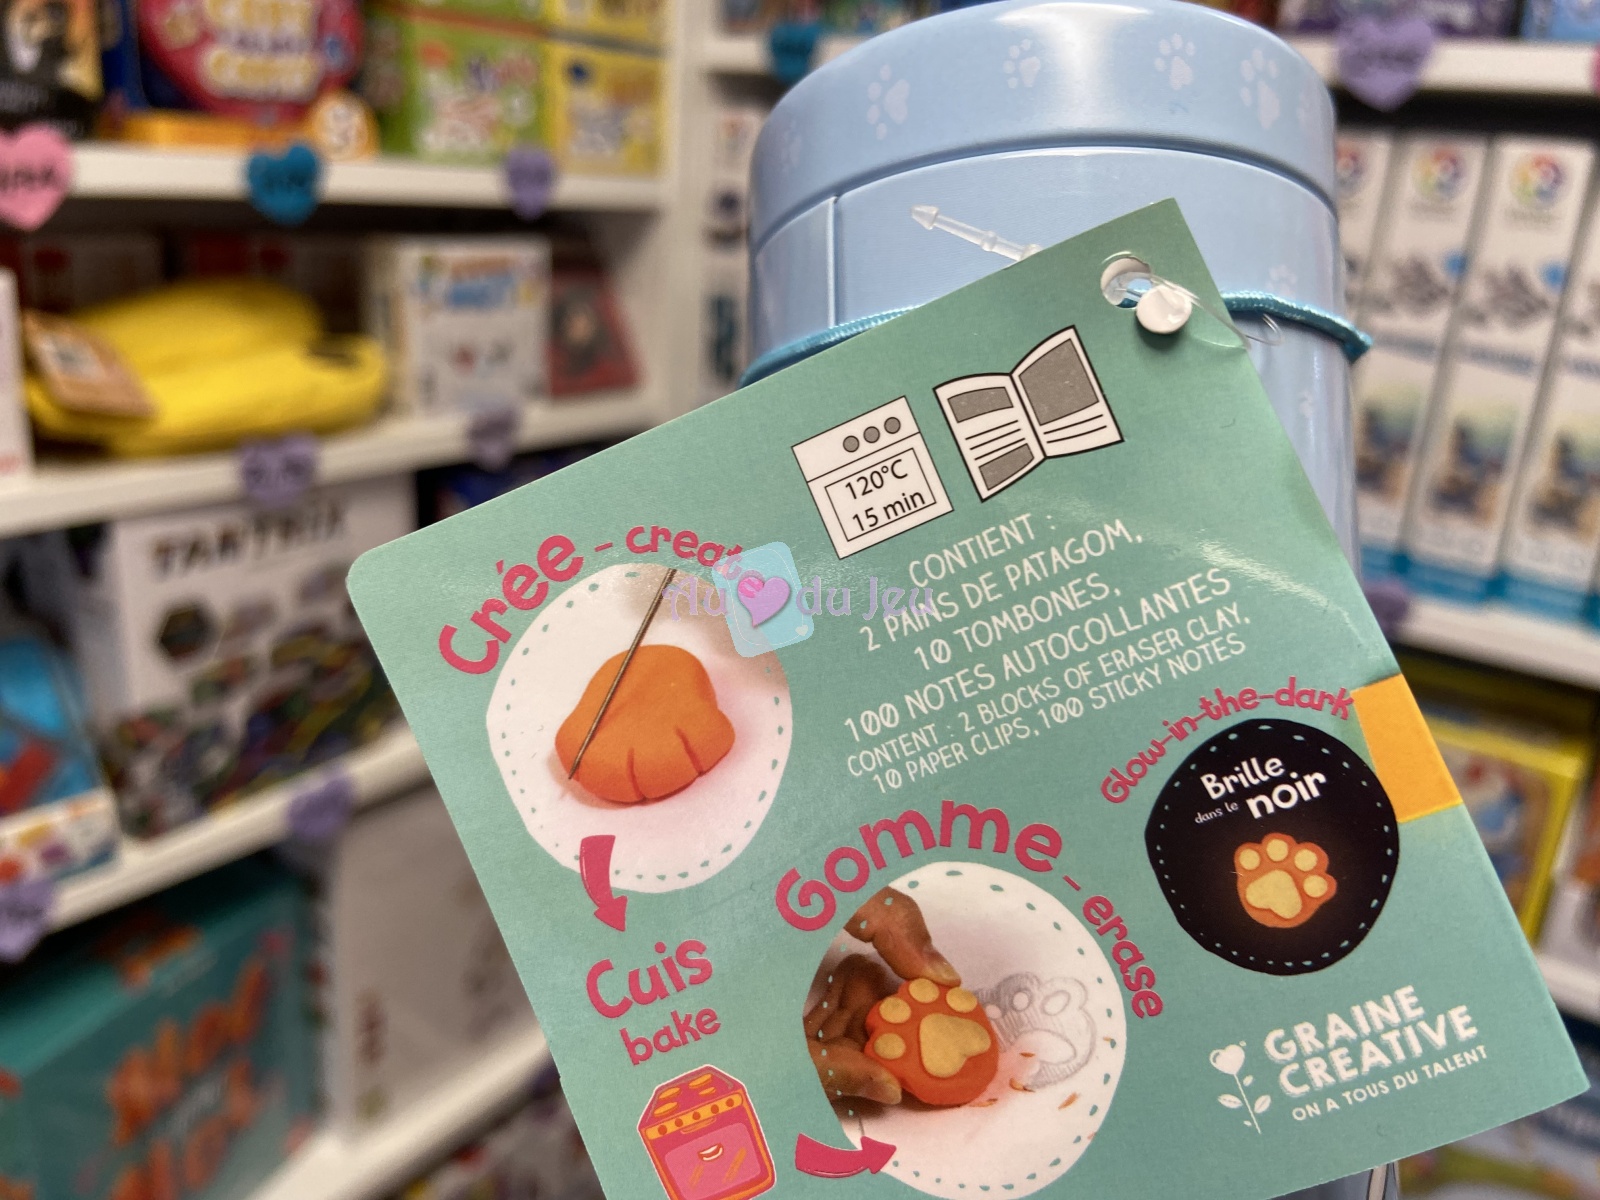 120°C
15 min
Crée - create
CONTIENT :
2 PAINS DE PATAGOM,
10 TOMBONES,
100 NOTES AUTOCOLLANTES
CONTENT : 2 BLOCKS OF ERASER CLAY,
10 PAPER CLIPS, 100 STICKY NOTES
Au du Jeu
Glow-in-the-dark
Brille
dans le noir
Gomme - erase
Cuis
bake
GRAINE
CREATIVE
ON A TOUS DU TALENT
TANTRIX